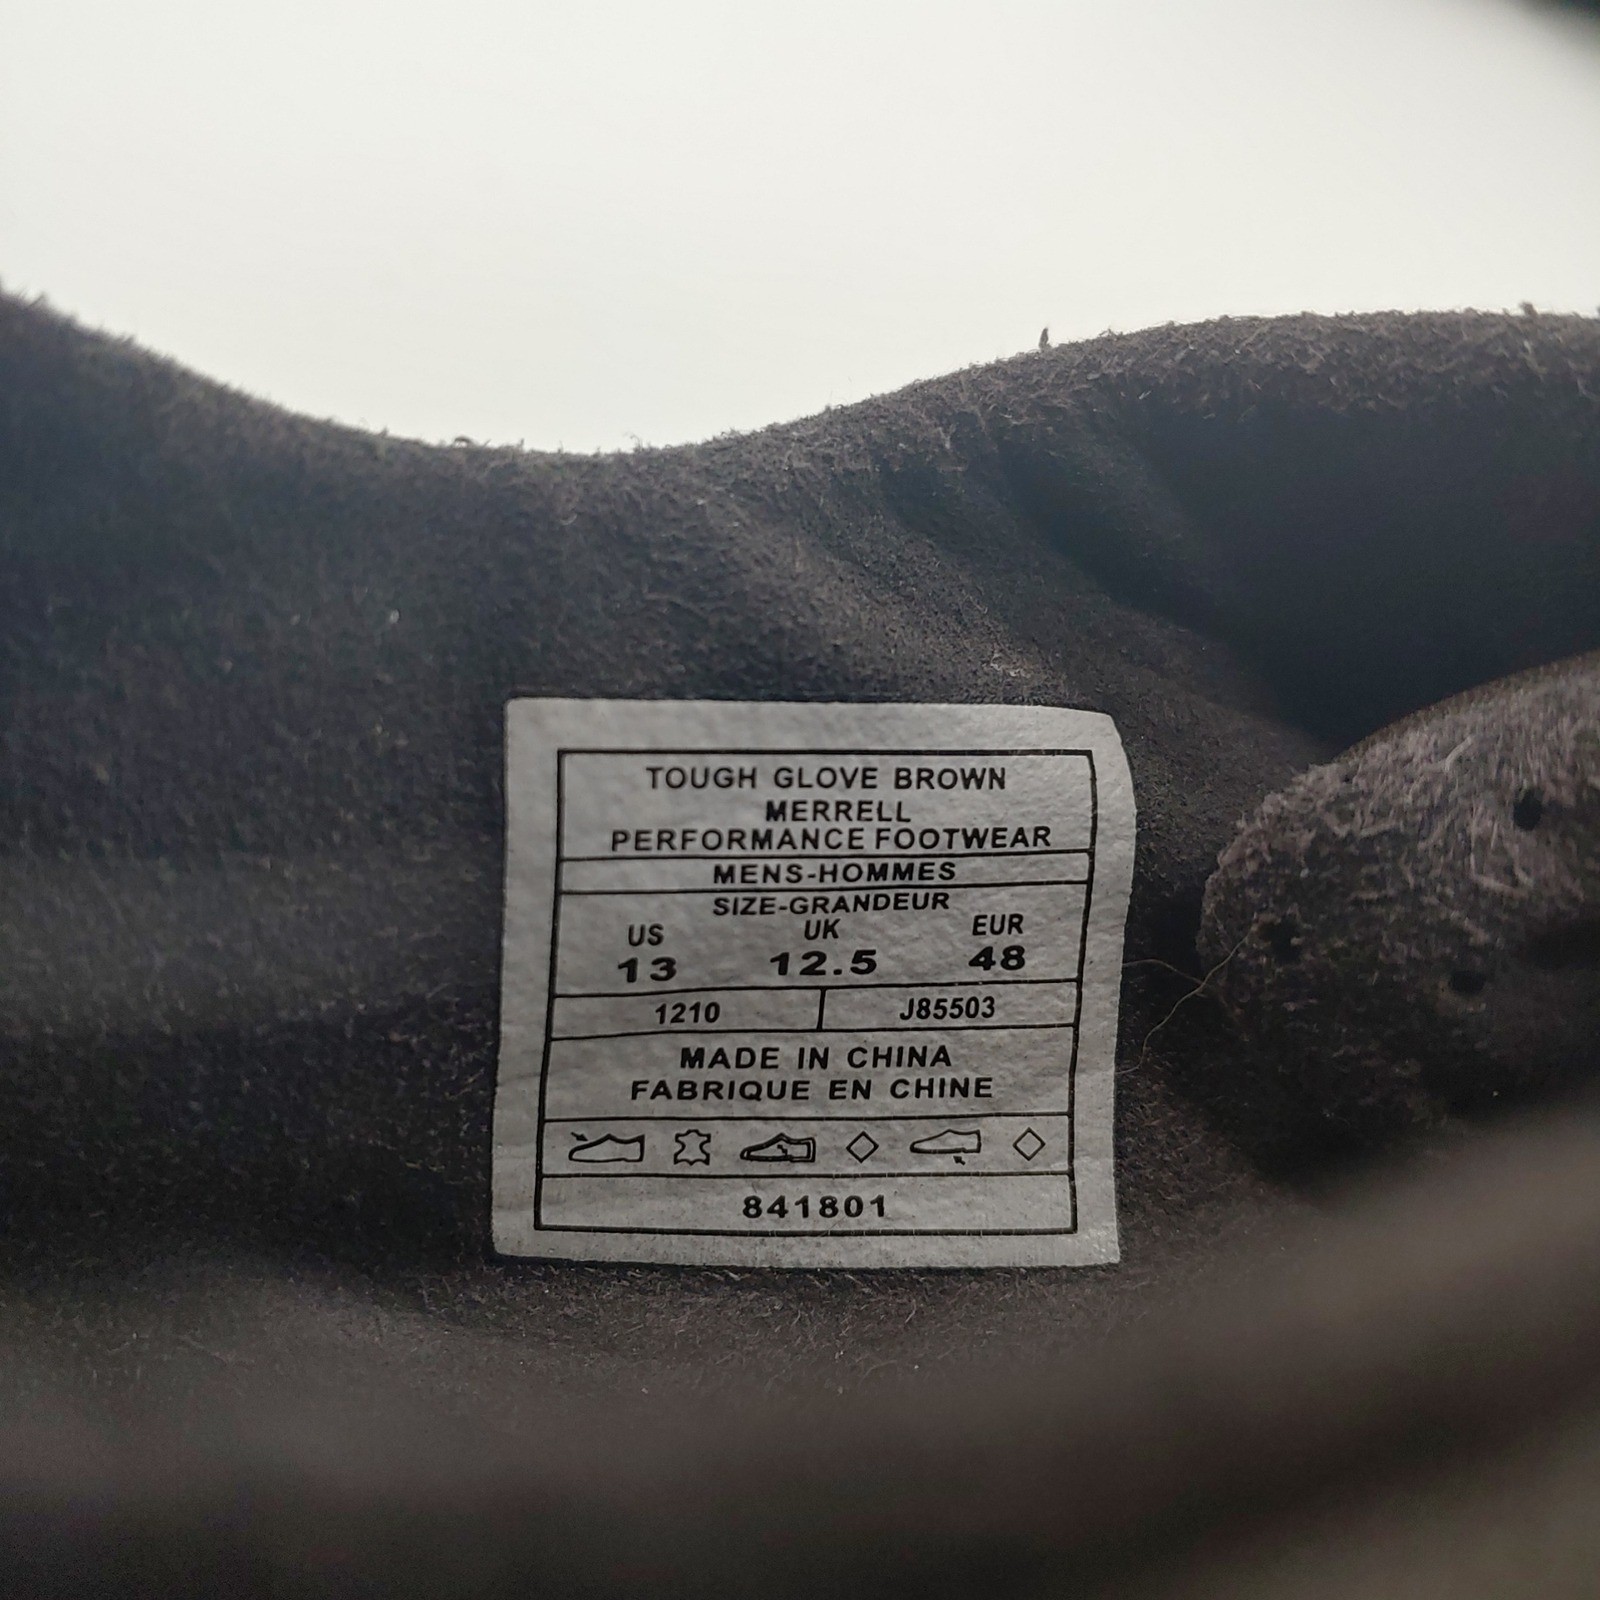 TOUGH GLOVE BROWN
MERRELL
PERFORMANCE FOOTWEAR
MENS-HOMMES
SIZE-GRANDEUR
US UK EUR
13 12.5 48
1210 J85503
MADE IN CHINA
FABRIQUE EN CHINE
841801